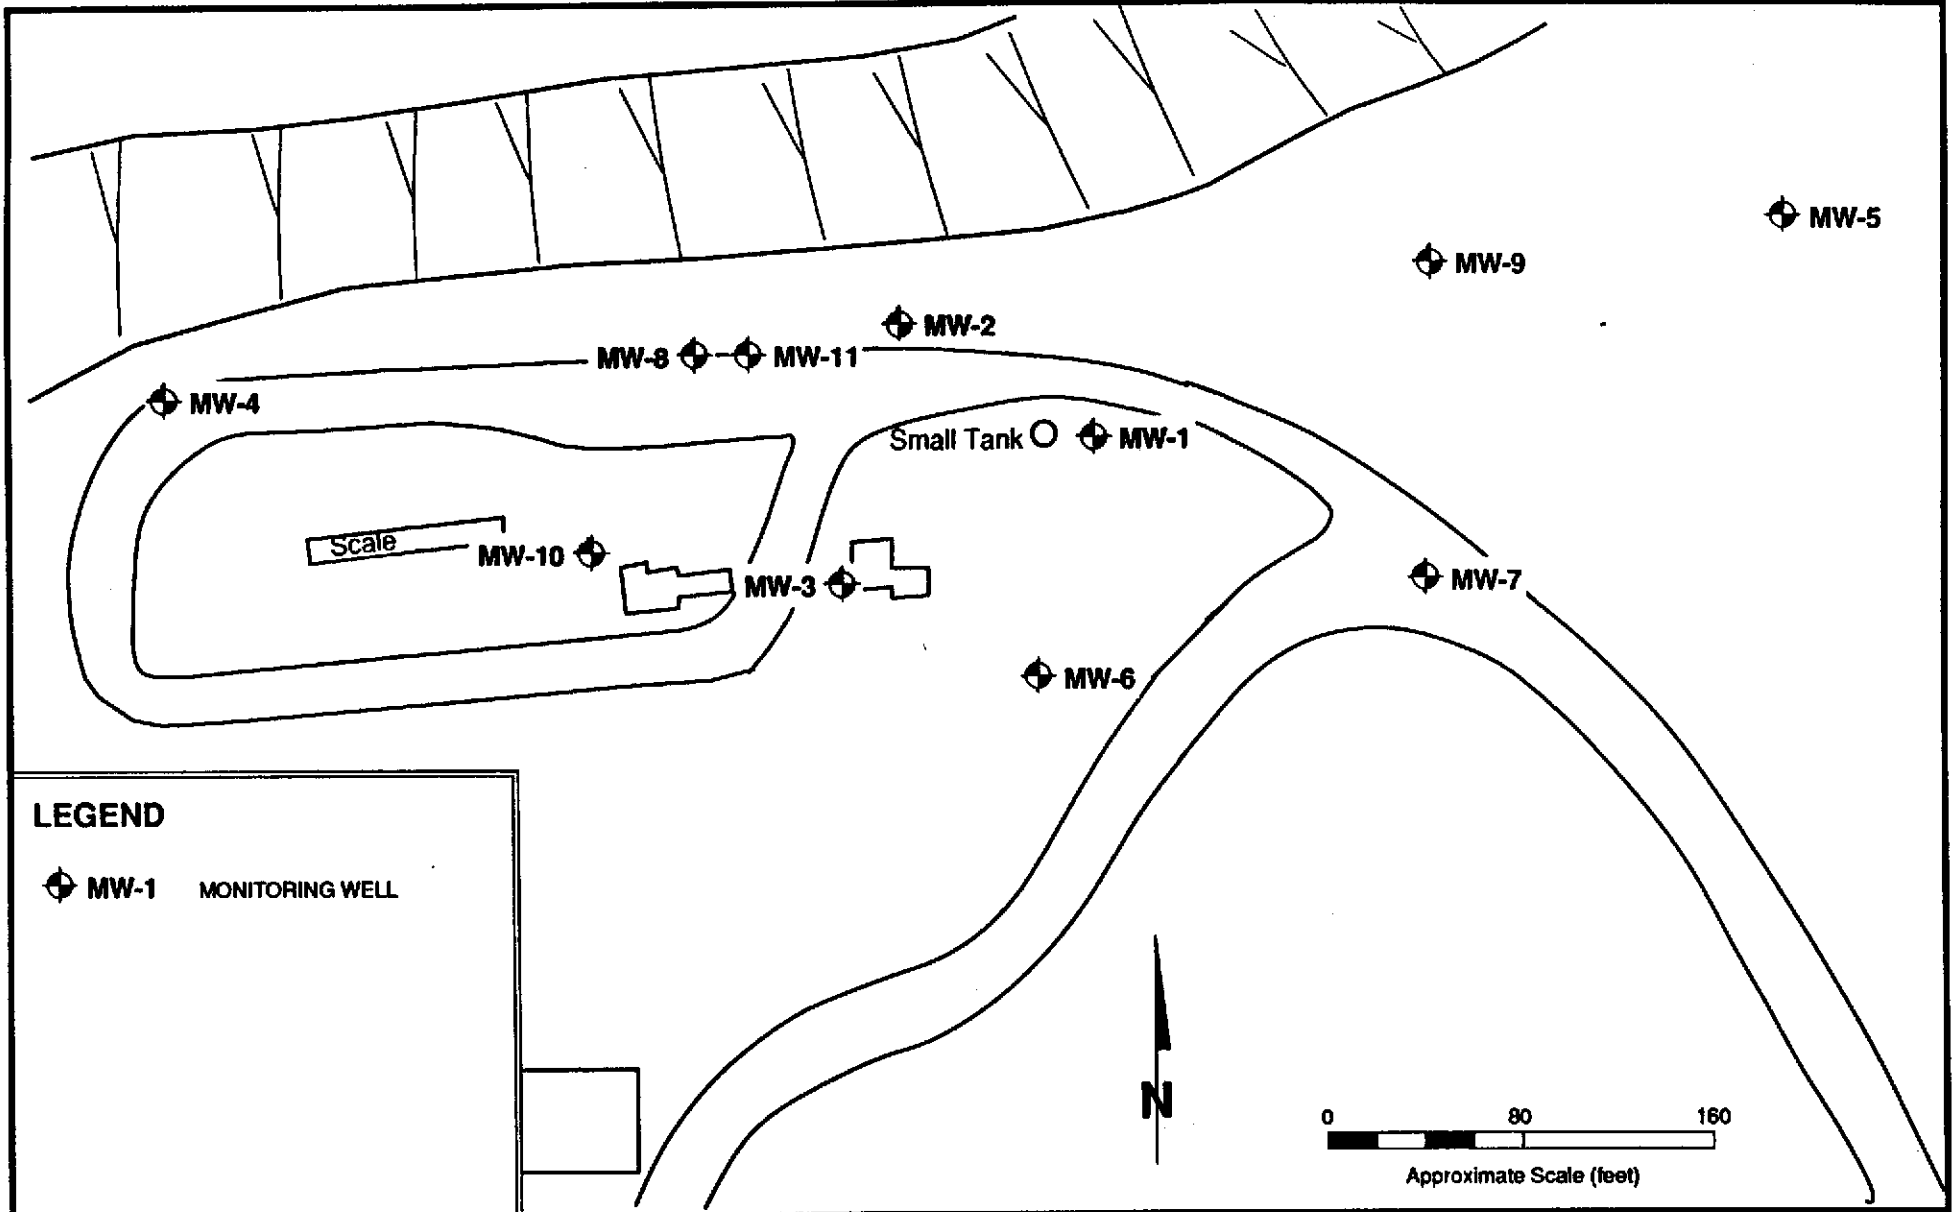 MW-5
MW-9
MW-2
MW-8
MW-11
MW-4
Small Tank
MW-1
Scale
MW-10
MW-3
MW-7
MW-6
LEGEND
MW-1 MONITORING WELL
N
0 80 160
Approximate Scale (feet)